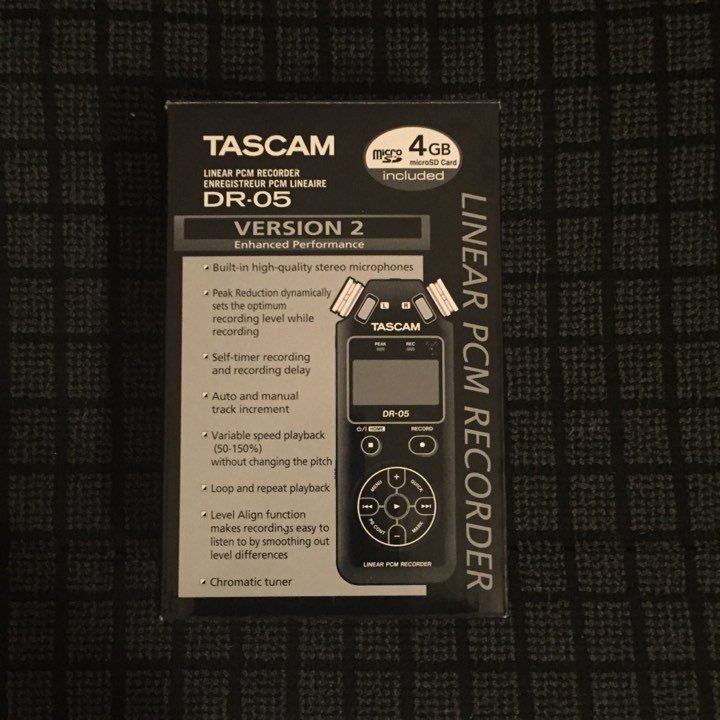 TASCAM
LINEAR PCM RECORDER
ENREGISTREUR PCM LINEAIRE
DR-05
micro SD 4GB
microSD Card
included
VERSION 2
Enhanced Performance
LINEAR PCM RECORDER
Built-in high-quality stereo microphones
Peak Reduction dynamically
sets the optimum
recording level while
recording
Self-timer recording
and recording delay
Auto and manual
track increment
Variable speed playback
(50-150%)
without changing the pitch
Loop and repeat playback
Level Align function
makes recordings easy to
listen to by smoothing out
level differences
Chromatic tuner
L R
TASCAM
PEAK REC
DR-05
HOME RECORD
MENU + QUICK
PB CONT − MARK
LINEAR PCM RECORDER